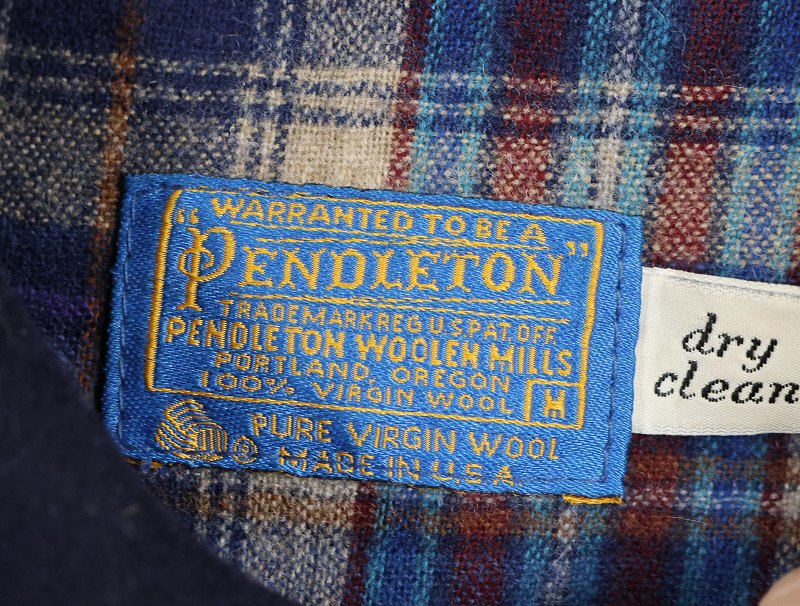 "WARRANTED TO BE A
PENDLETON"
TRADEMARK REG U.S. PAT. OFF.
PENDLETON WOOLEN MILLS
PORTLAND, OREGON
100% VIRGIN WOOL
M
PURE VIRGIN WOOL
® MADE IN U.S.A.
dry
clean